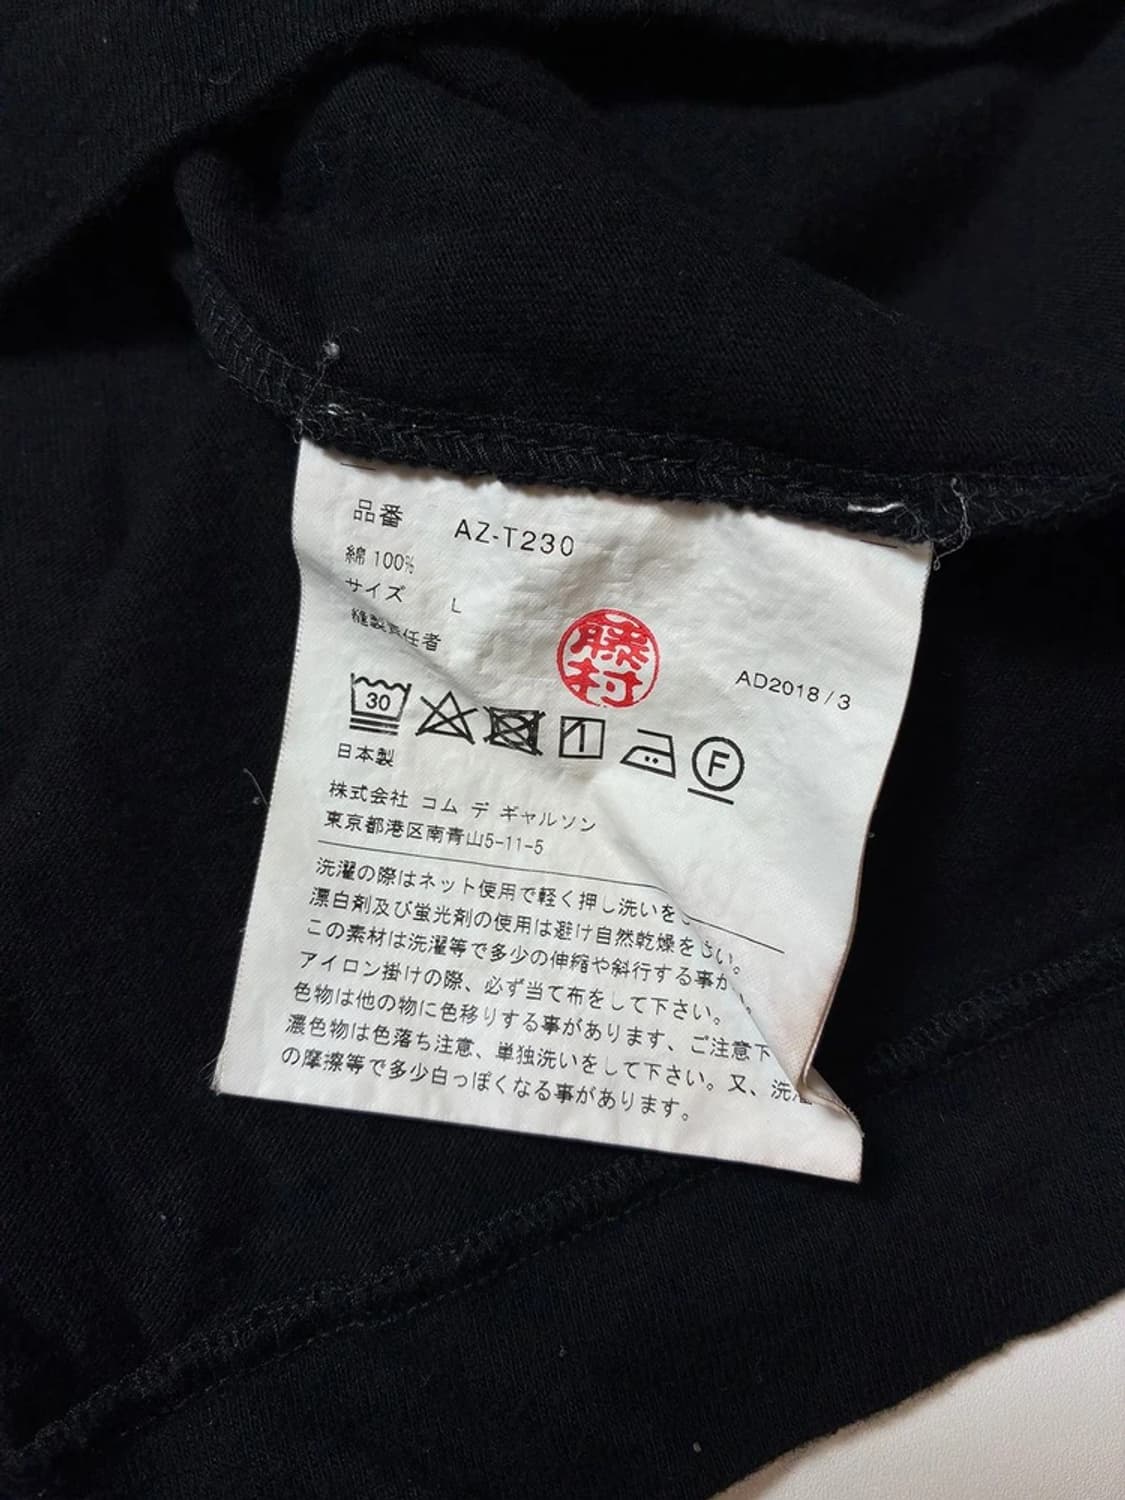 品番 AZ-T230
綿 100%
サイズ L
縫製責任者
藤村
AD2018/3
30
F
日本製
株式会社 コム デ ギャルソン
東京都港区南青山5-11-5
洗濯の際はネット使用で軽く押し洗いを
漂白剤及び蛍光剤の使用は避け自然乾燥を さい。
この素材は洗濯等で多少の伸縮や斜行する事が
アイロン掛けの際、必ず当て布をして下さい。
色物は他の物に色移りする事があります、ご注意下
濃色物は色落ち注意、単独洗いをして下さい。又、洗濯
の摩擦等で多少白っぽくなる事があります。